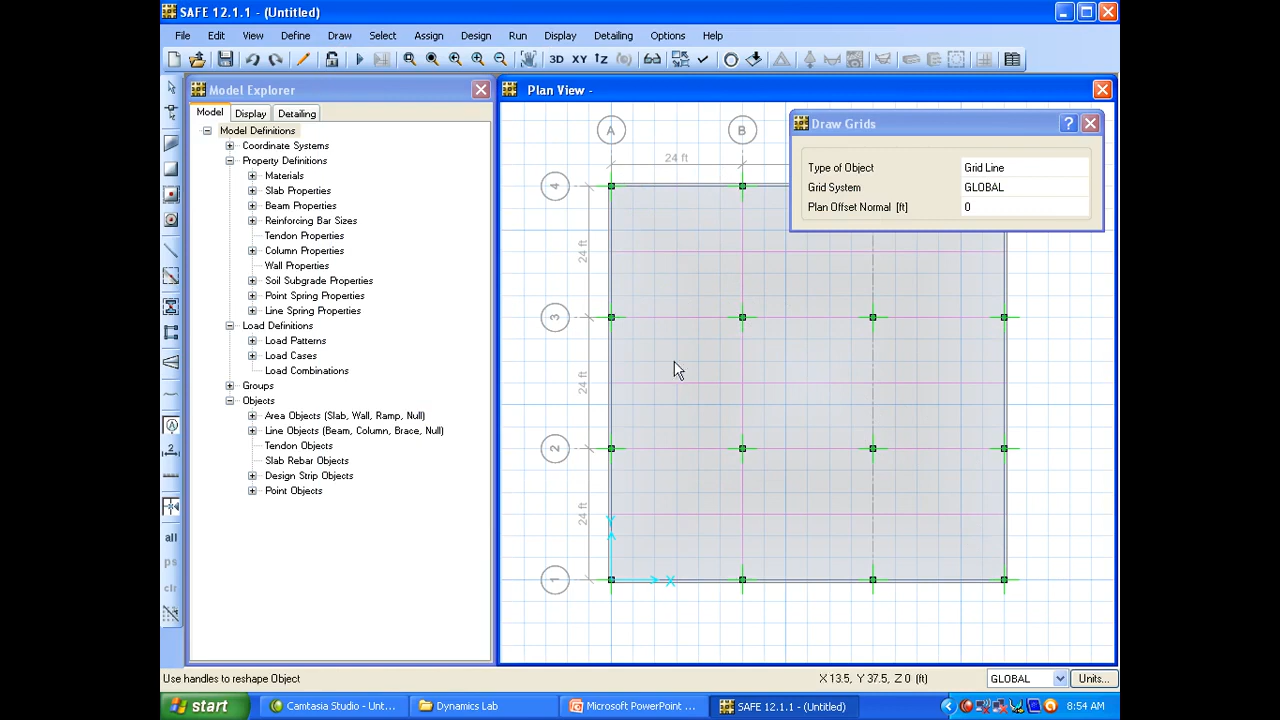 SAFE 12.1.1 - (Untitled)
File Edit View Define Draw Select Assign Design Run Display Detailing Options Help
3D XY
Model Explorer
Model Display Detailing
Model Definitions
Coordinate Systems
Property Definitions
Materials
Slab Properties
Beam Properties
Reinforcing Bar Sizes
Tendon Properties
Column Properties
Wall Properties
Soil Subgrade Properties
Point Spring Properties
Line Spring Properties
Load Definitions
Load Patterns
Load Cases
Load Combinations
Groups
Objects
Area Objects (Slab, Wall, Ramp, Null)
Line Objects (Beam, Column, Brace, Null)
Tendon Objects
Slab Rebar Objects
Design Strip Objects
Point Objects
all
ps
clr
Plan View -
A B
24 ft
4
24 ft
3
24 ft
2
24 ft
1
Y
X
Draw Grids
Type of Object Grid Line
Grid System GLOBAL
Plan Offset Normal [ft] 0
Use handles to reshape Object
X 13.5, Y 37.5, Z 0 (ft)
GLOBAL
Units...
start
Camtasia Studio - Unt...
Dynamics Lab
Microsoft PowerPoint ...
SAFE 12.1.1 - (Untitled)
8:54 AM